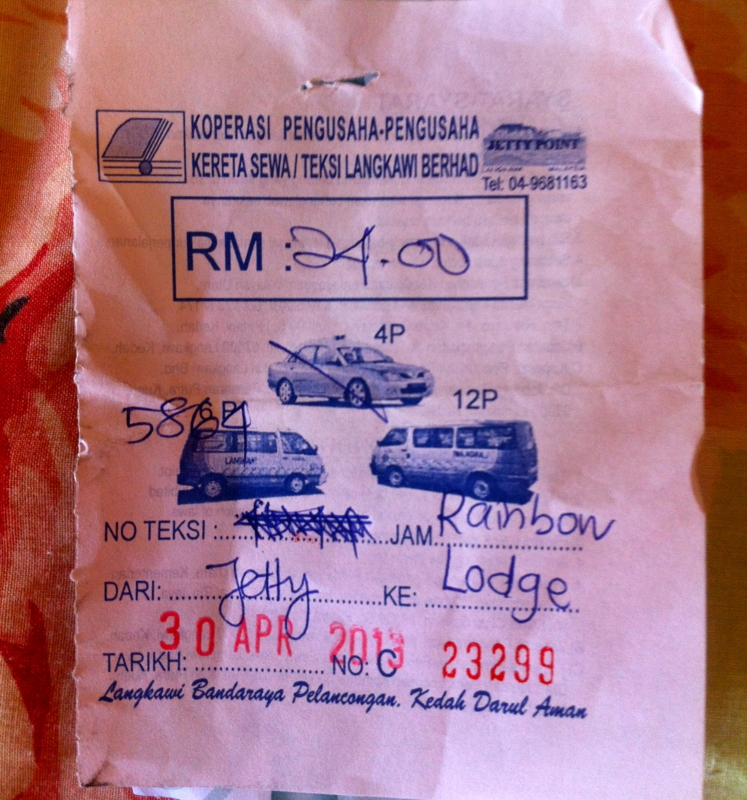 KOPERASI PENGUSAHA-PENGUSAHA
KERETA SEWA / TEKSI LANGKAWI BERHAD
JETTY POINT
Tel: 04-9681163
RM : 24.00
4P
12P
5864
NO TEKSI : JAM Rainbow
DARI: Jetty KE: Lodge
TARIKH: 30 APR 2013 NO: C 23299
Langkawi Bandaraya Pelancongan. Kedah Darul Aman